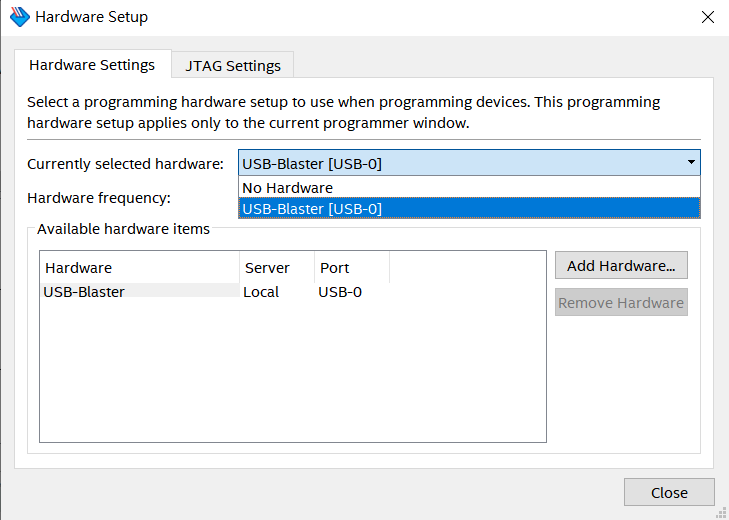 Hardware Setup
Hardware Settings
JTAG Settings
Select a programming hardware setup to use when programming devices. This programming
hardware setup applies only to the current programmer window.
Currently selected hardware:
USB-Blaster [USB-0]
No Hardware
Hardware frequency:
USB-Blaster [USB-0]
Available hardware items
Hardware Server Port
USB-Blaster Local USB-0
Add Hardware...
Remove Hardware
Close